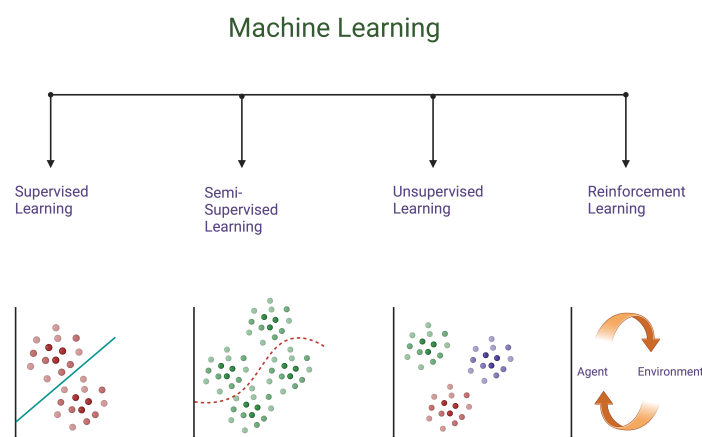 Machine Learning
Supervised
Learning
Semi-
Supervised
Learning
Unsupervised
Learning
Reinforcement
Learning
Agent
Environment